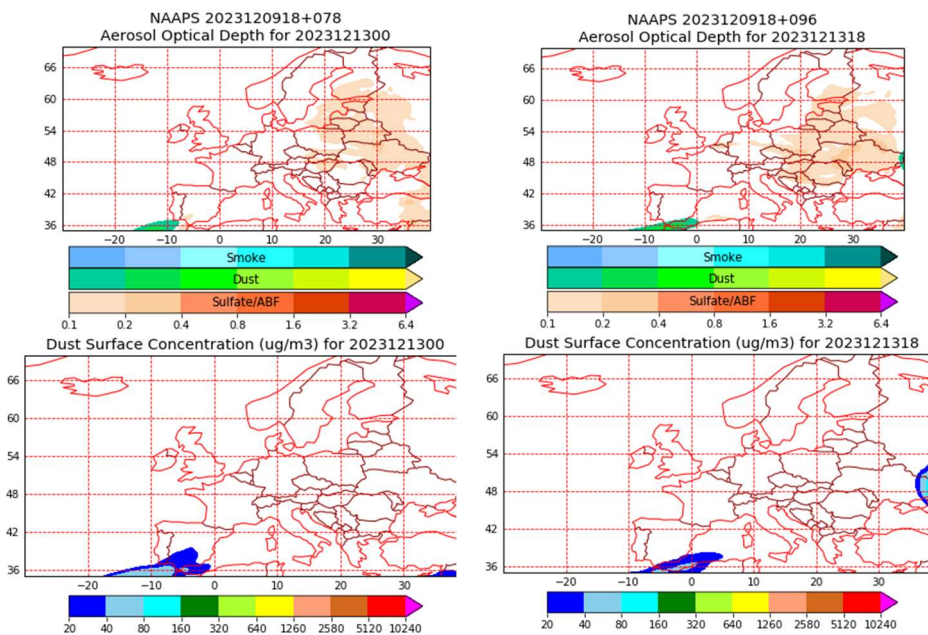 NAAPS 2023120918+078
Aerosol Optical Depth for 2023121300
66
60
54
48
42
36
−20 −10 0 10 20 30
Smoke
Dust
Sulfate/ABF
0.1 0.2 0.4 0.8 1.6 3.2 6.4
NAAPS 2023120918+096
Aerosol Optical Depth for 2023121318
66
60
54
48
42
36
−20 −10 0 10 20 30
Smoke
Dust
Sulfate/ABF
0.1 0.2 0.4 0.8 1.6 3.2 6.4
Dust Surface Concentration (ug/m3) for 2023121300
66
60
54
48
42
36
−20 −10 0 10 20 30
20 40 80 160 320 640 1260 2580 5120 10240
Dust Surface Concentration (ug/m3) for 2023121318
66
60
54
48
42
36
−20 −10 0 10 20 30
20 40 80 160 320 640 1260 2580 5120 10240